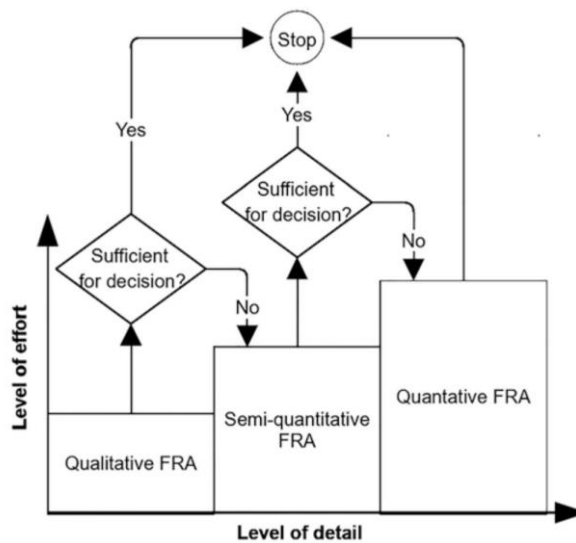 Stop
Yes
Yes
Sufficient
for decision?
No
Sufficient
for decision?
No
Level of effort
Qualitative FRA
Semi-quantitative
FRA
Quantative FRA
Level of detail